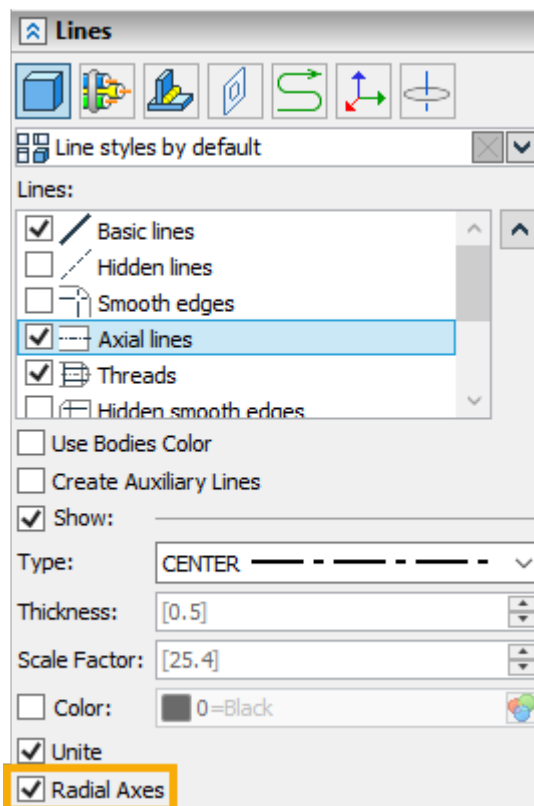 Lines
Line styles by default
Lines:
Basic lines
Hidden lines
Smooth edges
Axial lines
Threads
Hidden smooth edges
Use Bodies Color
Create Auxiliary Lines
Show:
Type: CENTER
Thickness: [0.5]
Scale Factor: [25.4]
Color: 0=Black
Unite
Radial Axes